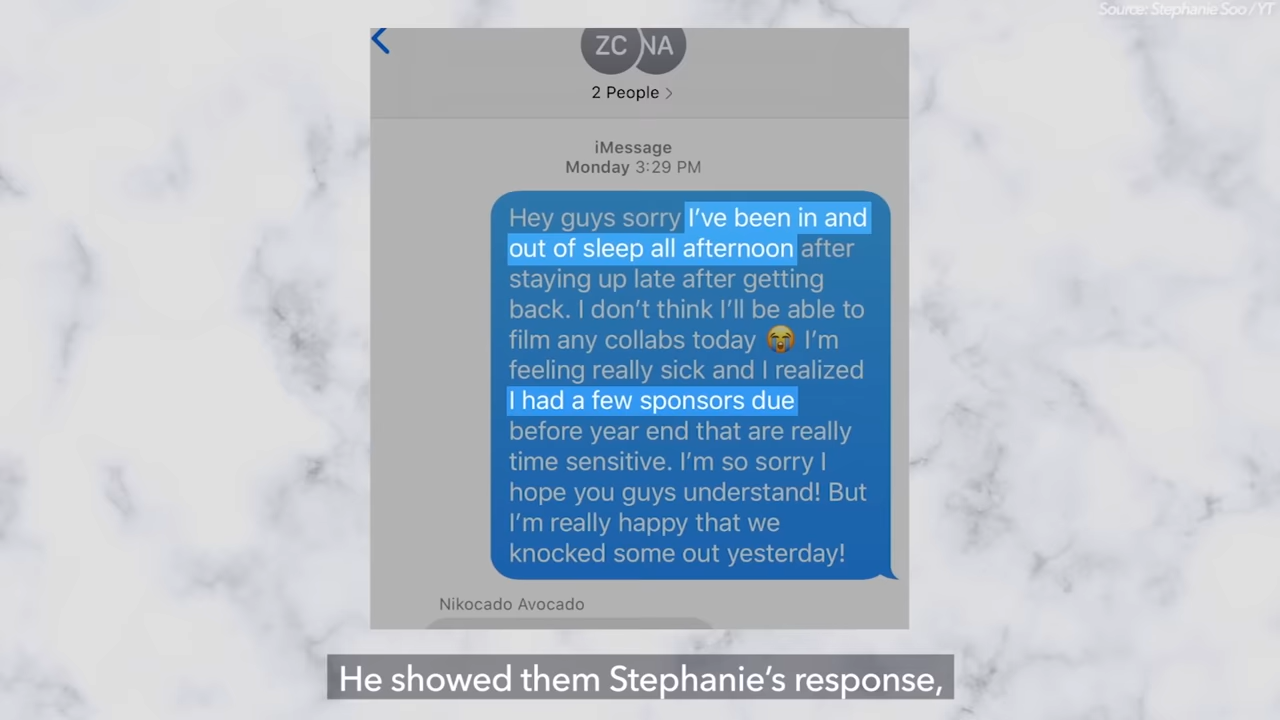 Source: Stephanie Soo / YT
ZC NA
2 People >
iMessage
Monday 3:29 PM
Hey guys sorry I've been in and
out of sleep all afternoon after
staying up late after getting
back. I don't think I'll be able to
film any collabs today 😭 I'm
feeling really sick and I realized
I had a few sponsors due
before year end that are really
time sensitive. I'm so sorry I
hope you guys understand! But
I'm really happy that we
knocked some out yesterday!
Nikocado Avocado
He showed them Stephanie's response,